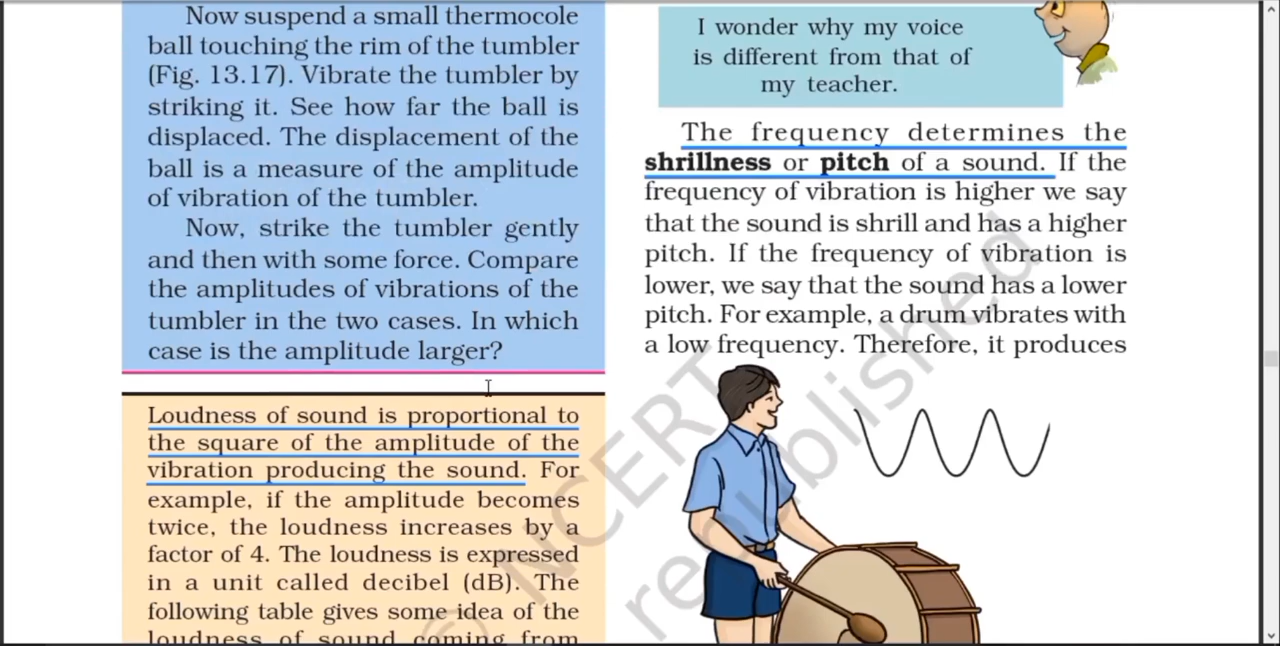 Now suspend a small thermocole
ball touching the rim of the tumbler
(Fig. 13.17). Vibrate the tumbler by
striking it. See how far the ball is
displaced. The displacement of the
ball is a measure of the amplitude
of vibration of the tumbler.
Now, strike the tumbler gently
and then with some force. Compare
the amplitudes of vibrations of the
tumbler in the two cases. In which
case is the amplitude larger?
Loudness of sound is proportional to
the square of the amplitude of the
vibration producing the sound. For
example, if the amplitude becomes
twice, the loudness increases by a
factor of 4. The loudness is expressed
in a unit called decibel (dB). The
following table gives some idea of the
loudness of sound coming from
I wonder why my voice
is different from that of
my teacher.
The frequency determines the
shrillness or pitch of a sound. If the
frequency of vibration is higher we say
that the sound is shrill and has a higher
pitch. If the frequency of vibration is
lower, we say that the sound has a lower
pitch. For example, a drum vibrates with
a low frequency. Therefore, it produces
© NCERT
republished